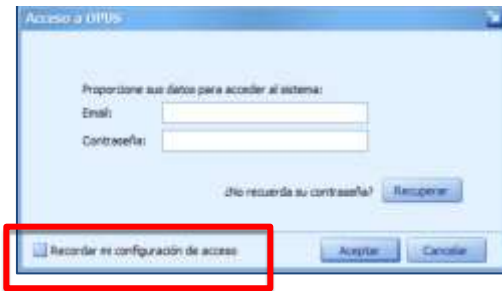 Acceso a OPUS
Proporcione sus datos para acceder al sistema:
Email:
Contraseña:
¿No recuerda su contraseña? Recuperar
Recordar mi configuración de acceso Aceptar Cancelar